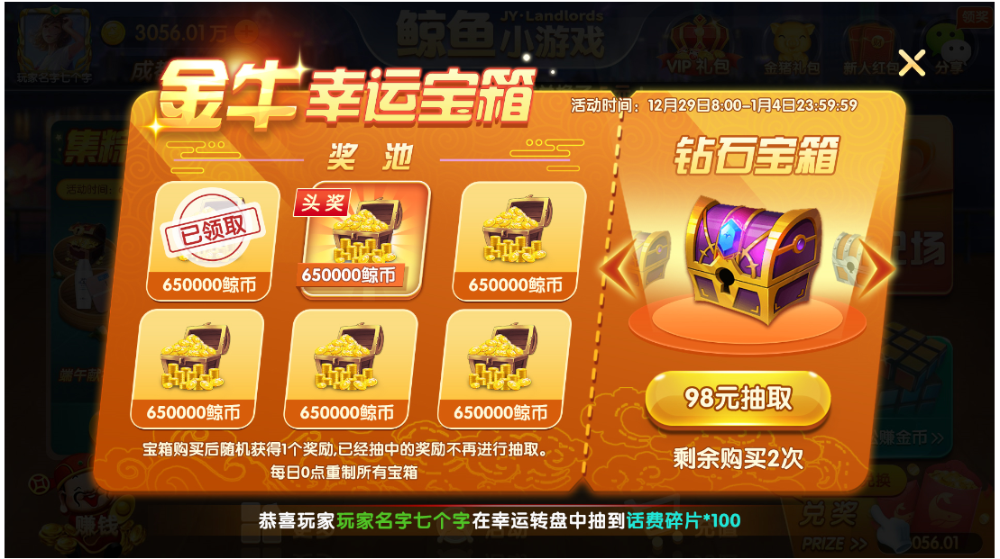 3056.01万
JY·Landlords
鲸鱼
小游戏
领奖
玩家名字七个字
VIP 礼包
金猪礼包
新人红包
分享
金牛幸运宝箱
活动时间：12月29日8:00-1月4日23:59:59
奖 池
钻石宝箱
已领取
头奖
650000鲸币
650000鲸币
650000鲸币
650000鲸币
650000鲸币
650000鲸币
98元抽取
宝箱购买后随机获得1个奖励,已经抽中的奖励不再进行抽取。
每日0点重制所有宝箱
剩余购买2次
恭喜玩家玩家名字七个字在幸运转盘中抽到话费碎片*100
赚钱
兑奖
PRIZE >>